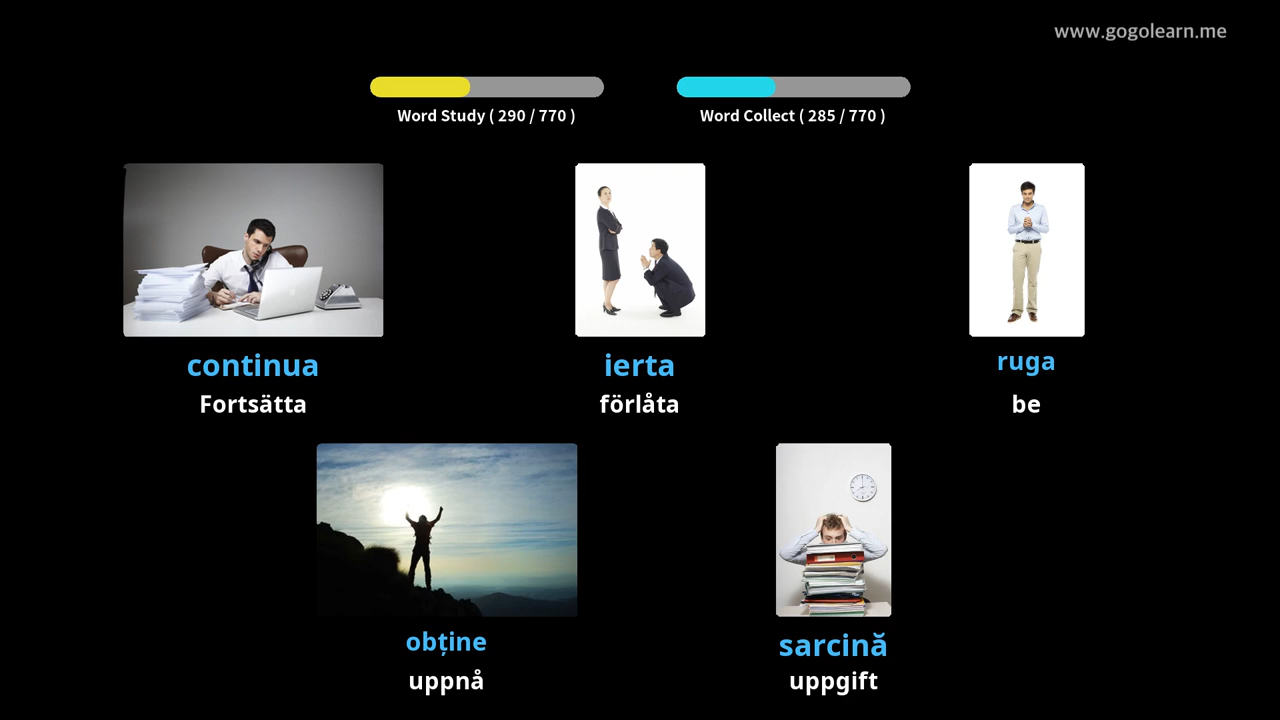 www.gogolearn.me
Word Study ( 290 / 770 )
Word Collect ( 285 / 770 )
continua
Fortsätta
ierta
förlåta
ruga
be
obține
uppnå
sarcină
uppgift